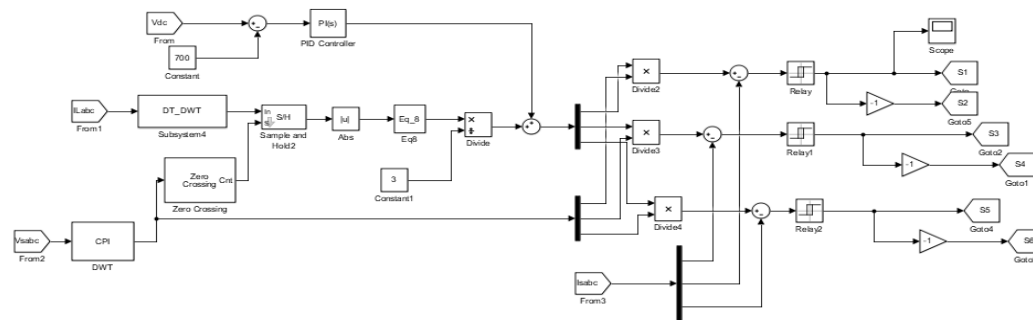 Vdc
From
700
Constant
PI(s)
PID Controller
ILabc
From1
DT_DWT
Subsystem4
In
S/H
Sample and
Hold2
|u|
Abs
Eq_8
Eq8
Divide
3
Constant1
Zero
Crossing
Cnt
Zero Crossing
Vsabc
From2
CPI
DWT
Divide2
Divide3
Divide4
Isabc
From3
Relay
Relay1
Relay2
Scope
S1
-1
S2
Goto5
S3
Goto2
-1
S4
Goto1
S5
Goto4
-1
S6